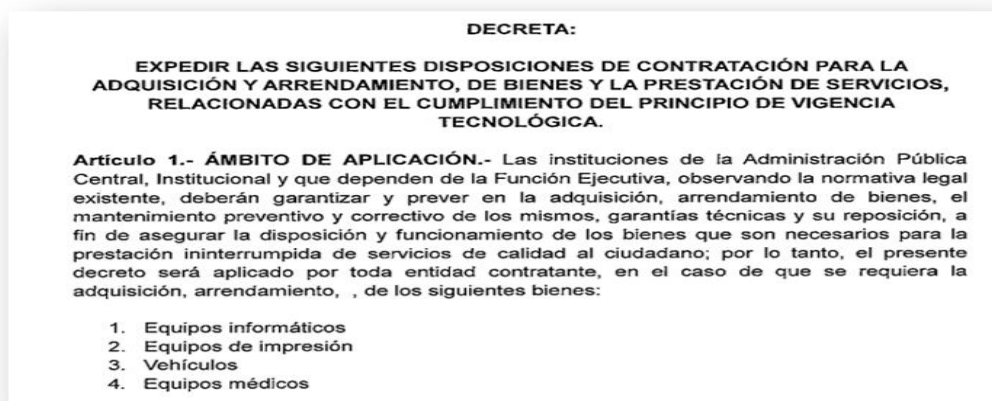 DECRETA:
EXPEDIR LAS SIGUIENTES DISPOSICIONES DE CONTRATACIÓN PARA LA
ADQUISICIÓN Y ARRENDAMIENTO, DE BIENES Y LA PRESTACIÓN DE SERVICIOS,
RELACIONADAS CON EL CUMPLIMIENTO DEL PRINCIPIO DE VIGENCIA
TECNOLÓGICA.
Artículo 1.- ÁMBITO DE APLICACIÓN.- Las instituciones de la Administración Pública
Central, Institucional y que dependen de la Función Ejecutiva, observando la normativa legal
existente, deberán garantizar y prever en la adquisición, arrendamiento de bienes, el
mantenimiento preventivo y correctivo de los mismos, garantías técnicas y su reposición, a
fin de asegurar la disposición y funcionamiento de los bienes que son necesarios para la
prestación ininterrumpida de servicios de calidad al ciudadano; por lo tanto, el presente
decreto será aplicado por toda entidad contratante, en el caso de que se requiera la
adquisición, arrendamiento, , de los siguientes bienes:
1. Equipos informáticos
2. Equipos de impresión
3. Vehículos
4. Equipos médicos